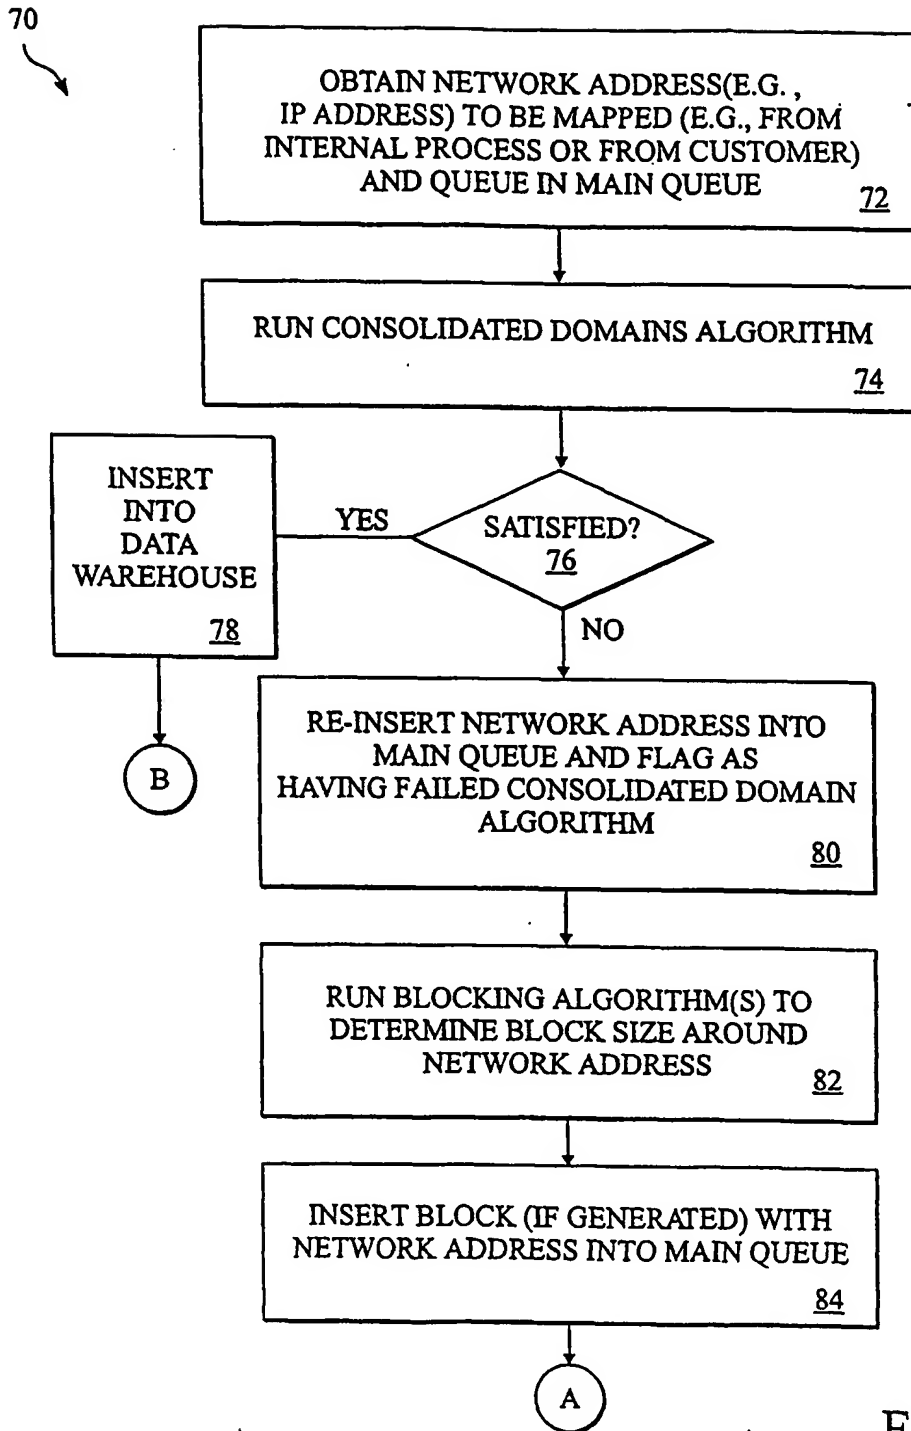 70
OBTAIN NETWORK ADDRESS(E.G. ,
IP ADDRESS) TO BE MAPPED (E.G., FROM
INTERNAL PROCESS OR FROM CUSTOMER)
AND QUEUE IN MAIN QUEUE
72
RUN CONSOLIDATED DOMAINS ALGORITHM
74
INSERT
INTO
DATA
WAREHOUSE
78
YES
SATISFIED?
76
NO
B
RE-INSERT NETWORK ADDRESS INTO
MAIN QUEUE AND FLAG AS
HAVING FAILED CONSOLIDATED DOMAIN
ALGORITHM
80
RUN BLOCKING ALGORITHM(S) TO
DETERMINE BLOCK SIZE AROUND
NETWORK ADDRESS
82
INSERT BLOCK (IF GENERATED) WITH
NETWORK ADDRESS INTO MAIN QUEUE
84
A